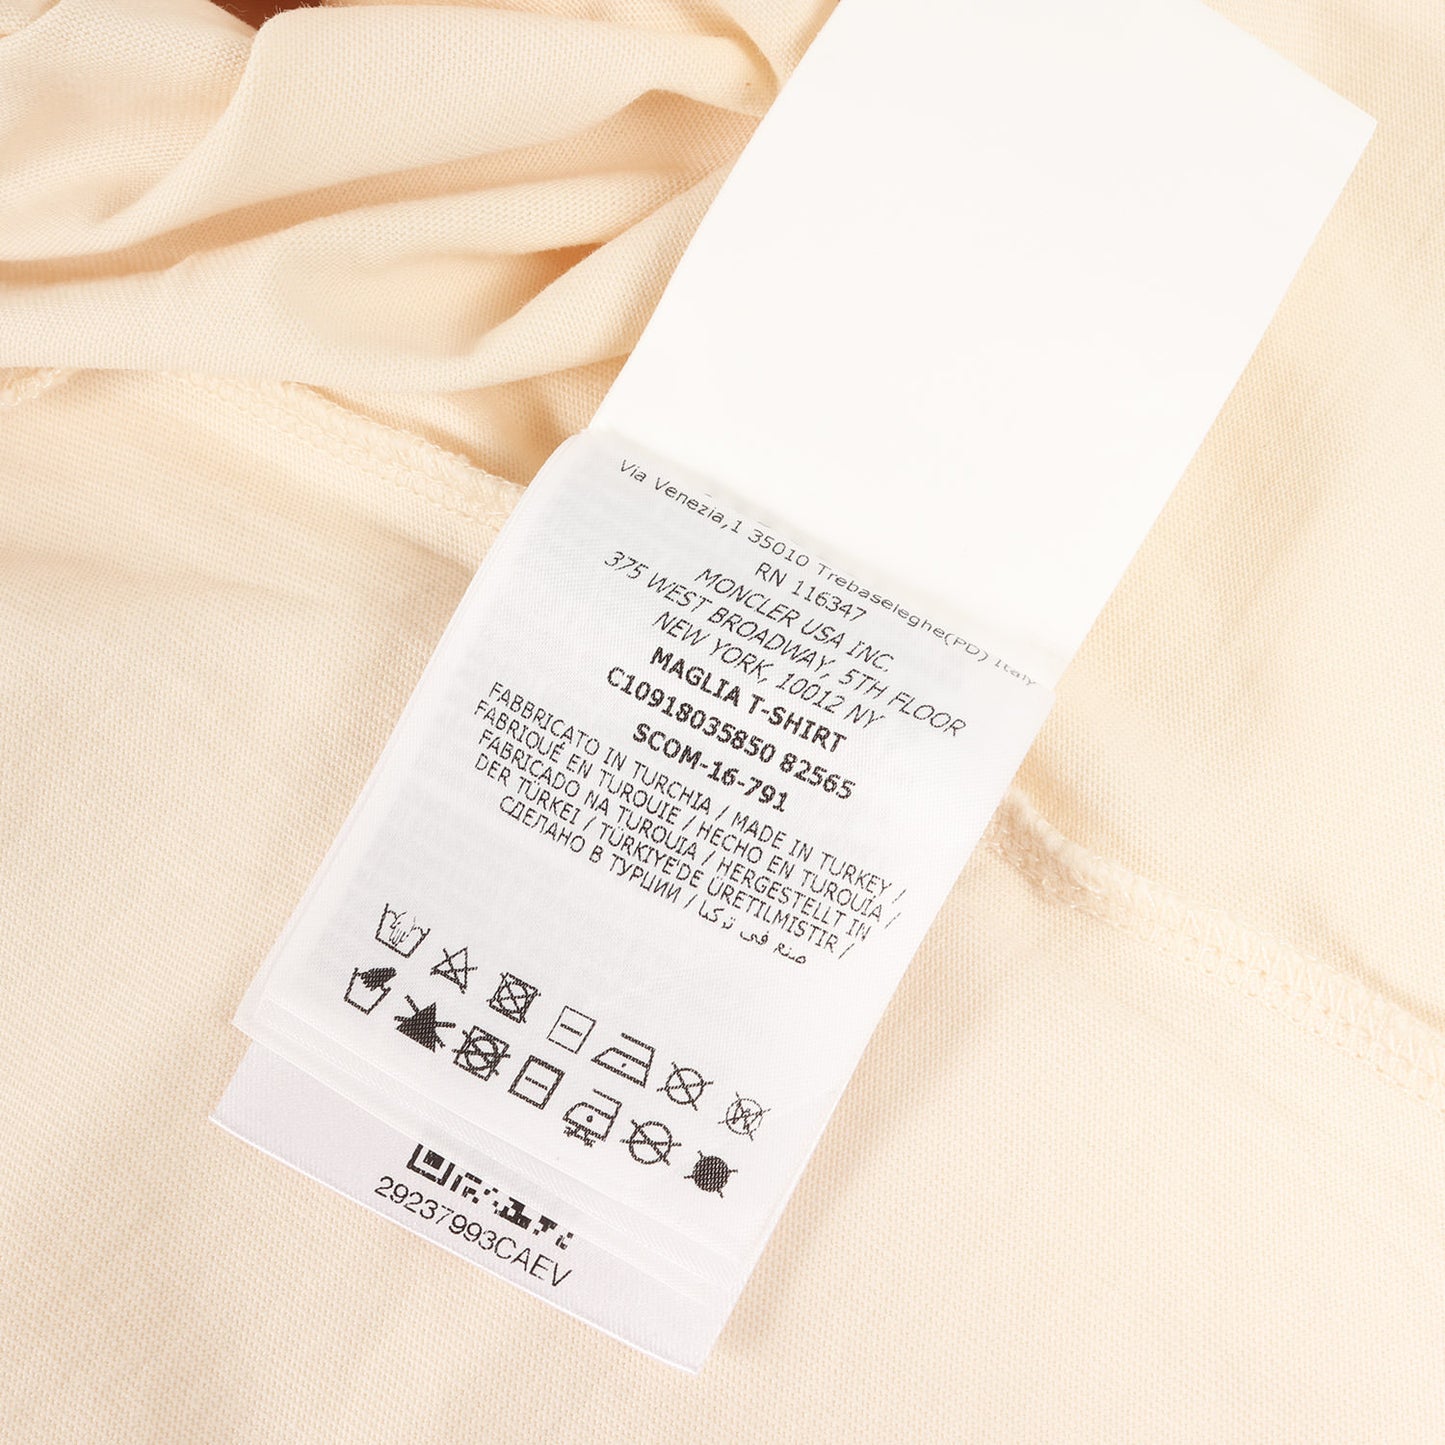 Via Venezia,1 35010 Trebaseleghe(PD) Italy
RN 116347
MONCLER USA INC.
375 WEST BROADWAY, 5TH FLOOR
NEW YORK, 10012 NY
MAGLIA T-SHIRT
C10918035850 82565
SCOM-16-791
FABBRICATO IN TURCHIA / MADE IN TURKEY /
FABRIQUÉ EN TURQUIE / HECHO EN TURQUÍA /
FABRICADO NA TURQUIA / HERGESTELLT IN
DER TÜRKEI / TÜRKIYE'DE ÜRETILMISTIR /
СДЕЛАНО В ТУРЦИИ / صنع في تركيا
29237993CAEV